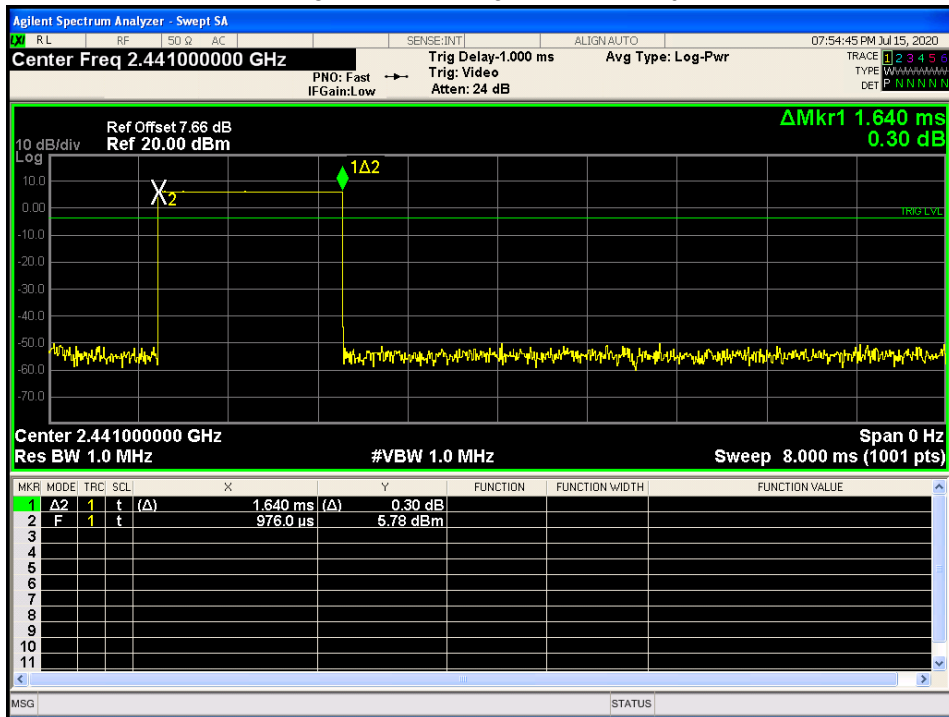 Agilent Spectrum Analyzer - Swept SA
LXI RL RF 50 Ω AC SENSE:INT ALIGN AUTO 07:54:45 PM Jul 15, 2020
Center Freq 2.441000000 GHz
PNO: Fast
IFGain:Low
Trig Delay-1.000 ms
Trig: Video
Atten: 24 dB
Avg Type: Log-Pwr
TRACE 1 2 3 4 5 6
TYPE WWWWWW
DET P N N N N N
ΔMkr1 1.640 ms
0.30 dB
Ref Offset 7.66 dB
10 dB/div Ref 20.00 dBm
Log
1Δ2
10.0
2
0.00
TRIG LVL
-10.0
-20.0
-30.0
-40.0
-50.0
-60.0
-70.0
Center 2.441000000 GHz Span 0 Hz
Res BW 1.0 MHz #VBW 1.0 MHz Sweep 8.000 ms (1001 pts)
MKR MODE TRC SCL X Y FUNCTION FUNCTION WIDTH FUNCTION VALUE
1 Δ2 1 t (Δ) 1.640 ms (Δ) 0.30 dB
2 F 1 t 976.0 µs 5.78 dBm
3
4
5
6
7
8
9
10
11
MSG STATUS